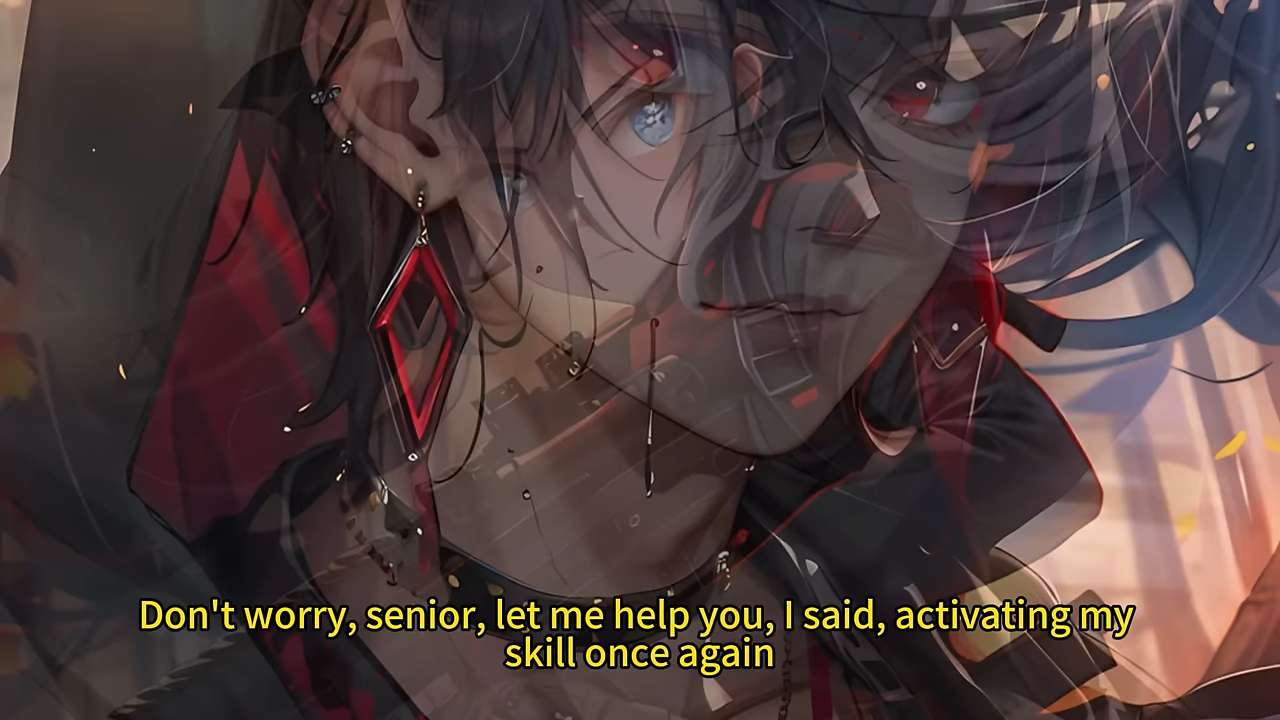 Don't worry, senior, let me help you, I said, activating my
skill once again